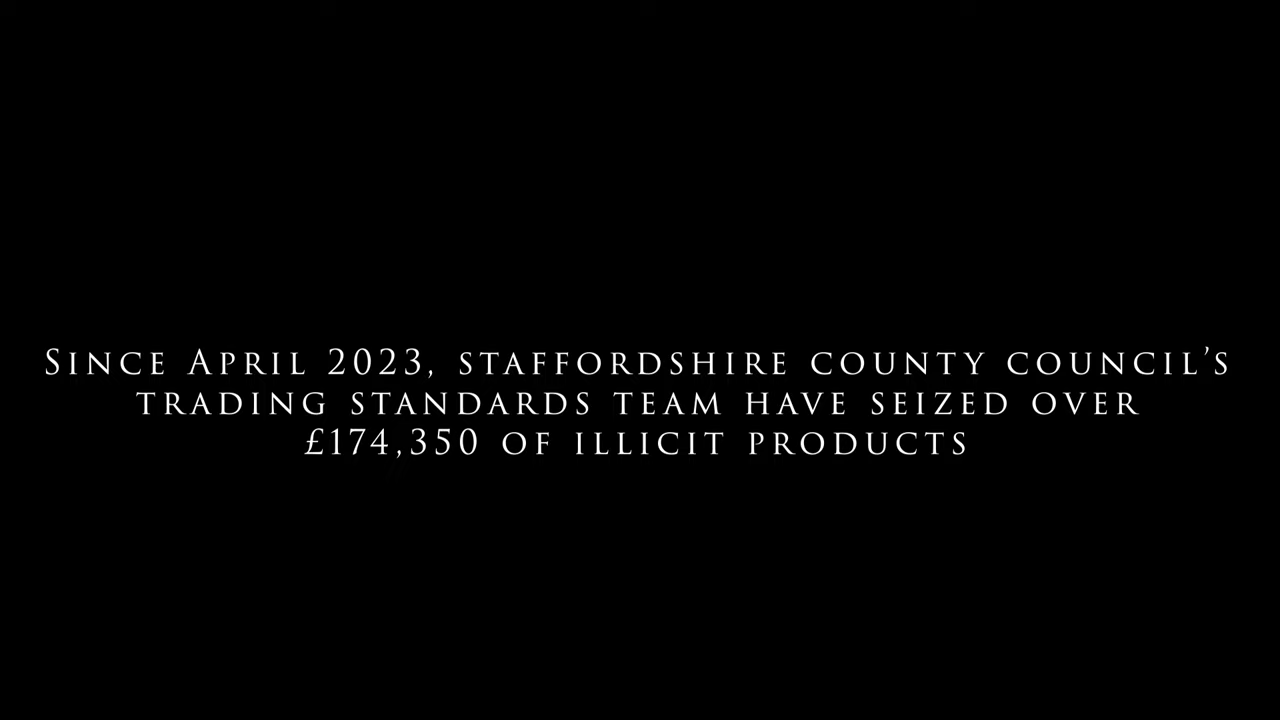 Since April 2023, staffordshire county council’s
trading standards team have seized over
£174,350 of illicit products